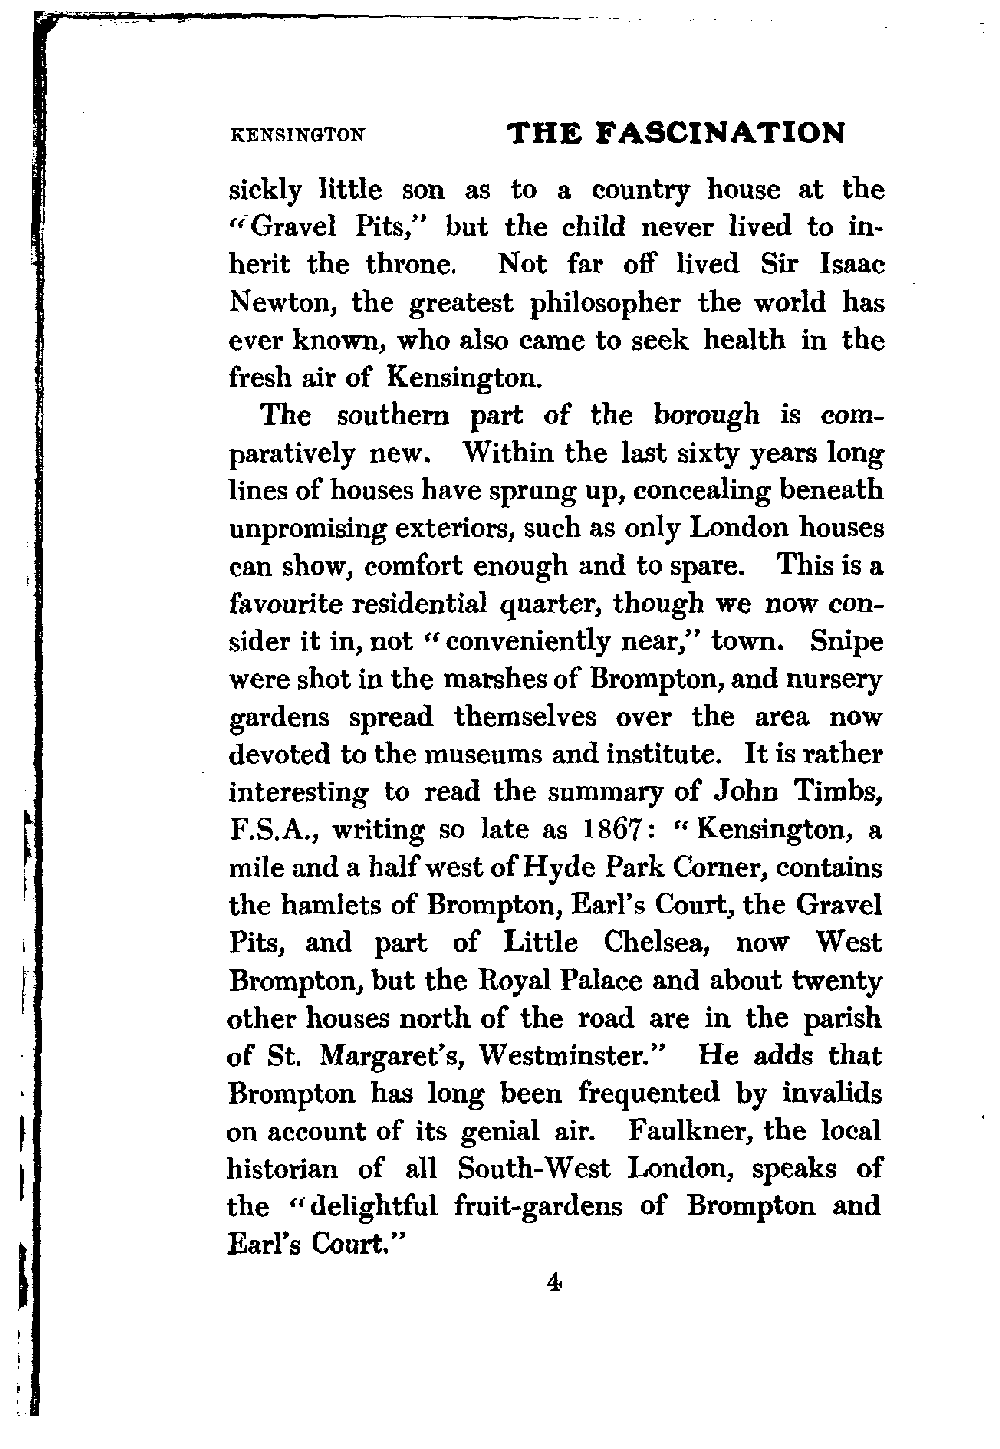 KENSINGTON THE FASCINATION
sickly little son as to a country house at the
"Gravel Pits," but the child never lived to in-
herit the throne. Not far off lived Sir Isaac
Newton, the greatest philosopher the world has
ever known, who also came to seek health in the
fresh air of Kensington.
The southern part of the borough is com-
paratively new. Within the last sixty years long
lines of houses have sprung up, concealing beneath
unpromising exteriors, such as only London houses
can show, comfort enough and to spare. This is a
favourite residential quarter, though we now con-
sider it in, not "conveniently near," town. Snipe
were shot in the marshes of Brompton, and nursery
gardens spread themselves over the area now
devoted to the museums and institute. It is rather
interesting to read the summary of John Timbs,
F.S.A., writing so late as 1867: "Kensington, a
mile and a half west of Hyde Park Corner, contains
the hamlets of Brompton, Earl's Court, the Gravel
Pits, and part of Little Chelsea, now West
Brompton, but the Royal Palace and about twenty
other houses north of the road are in the parish
of St. Margaret's, Westminster." He adds that
Brompton has long been frequented by invalids
on account of its genial air. Faulkner, the local
historian of all South-West London, speaks of
the "delightful fruit-gardens of Brompton and
Earl's Court."
4